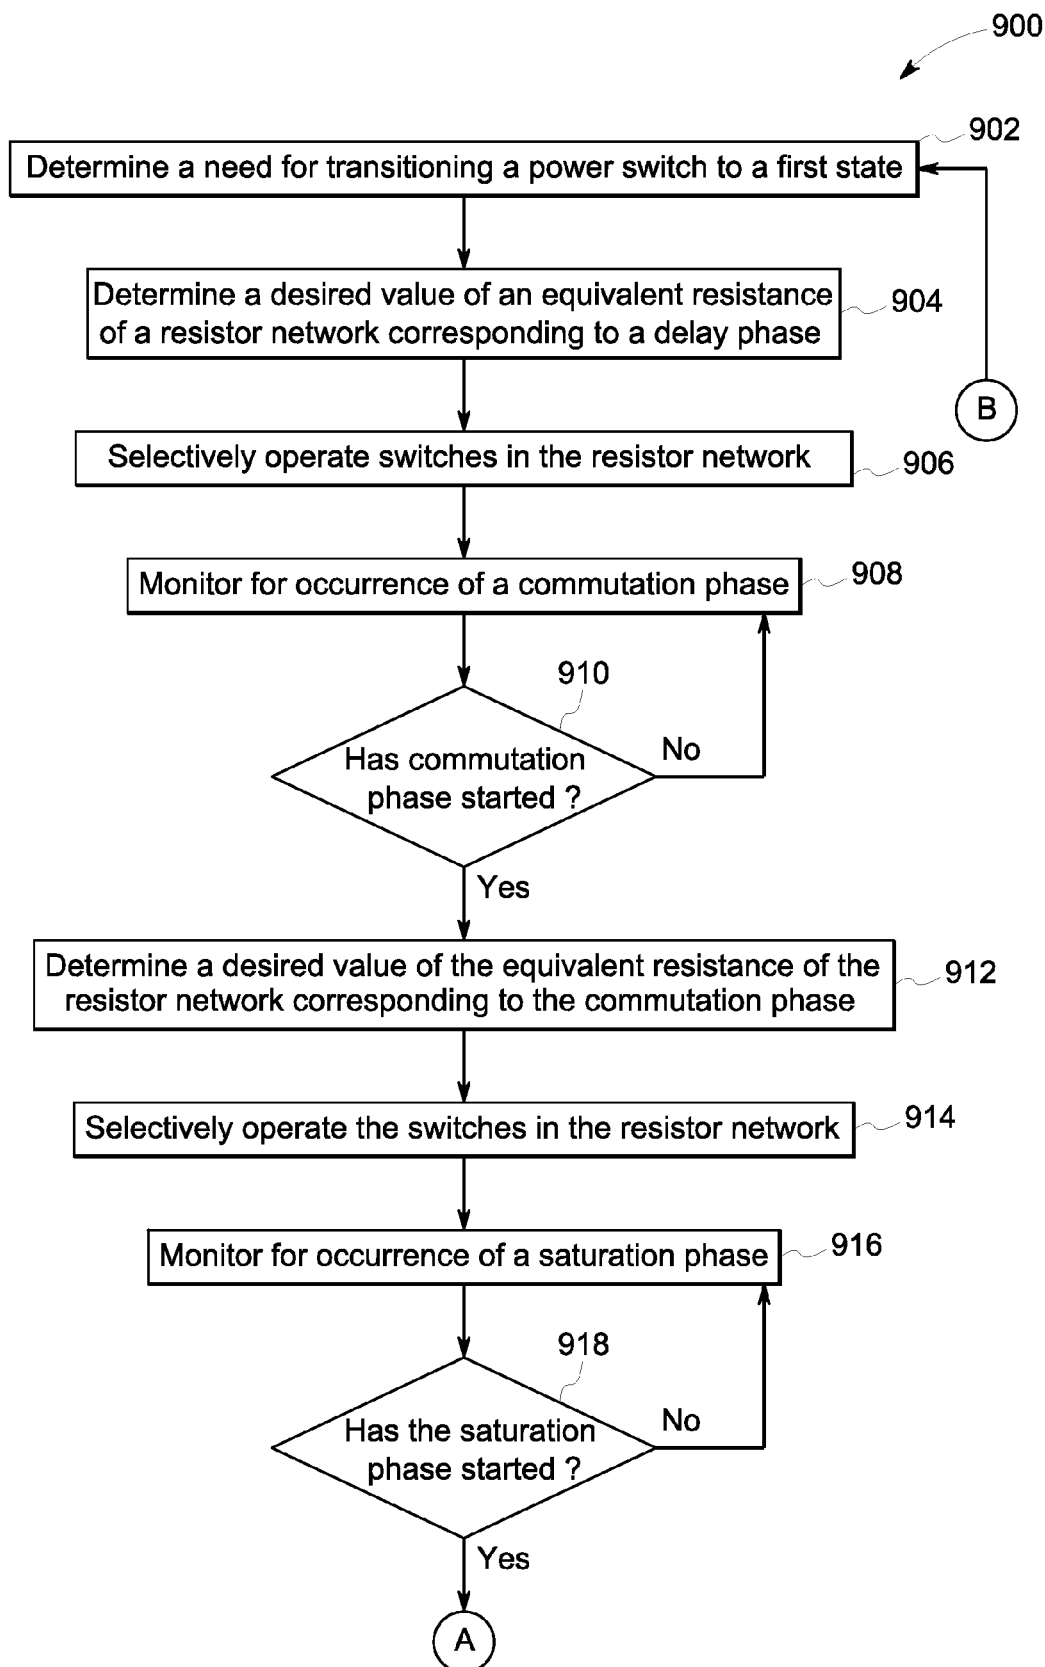 900
902
Determine a need for transitioning a power switch to a first state
Determine a desired value of an equivalent resistance
of a resistor network corresponding to a delay phase
904
B
Selectively operate switches in the resistor network
906
Monitor for occurrence of a commutation phase
908
910
Has commutation
phase started ?
No
Yes
Determine a desired value of the equivalent resistance of the
resistor network corresponding to the commutation phase
912
Selectively operate the switches in the resistor network
914
Monitor for occurrence of a saturation phase
916
918
Has the saturation
phase started ?
No
Yes
A